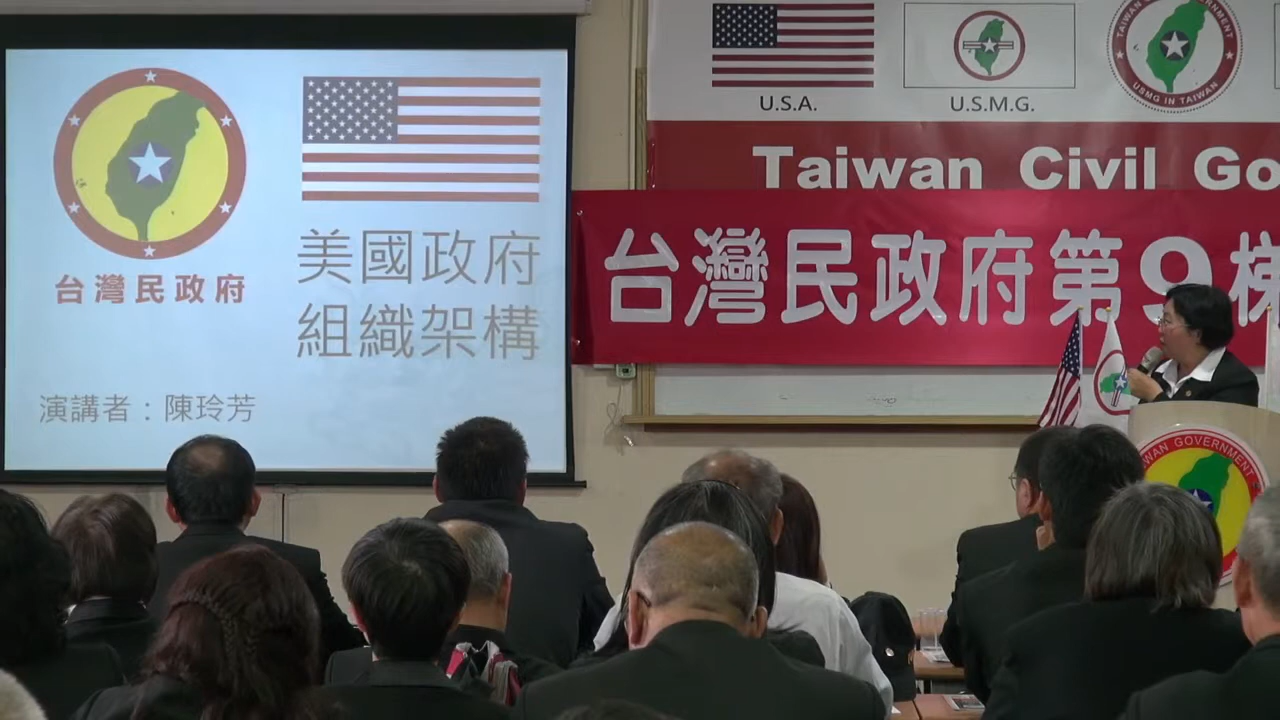 台灣民政府
美國政府
組織架構
演講者：陳玲芳
U.S.A.
U.S.M.G.
USMG IN TAIWAN
Taiwan Civil Go
台灣民政府第9棟
WAN GOVERNMENT